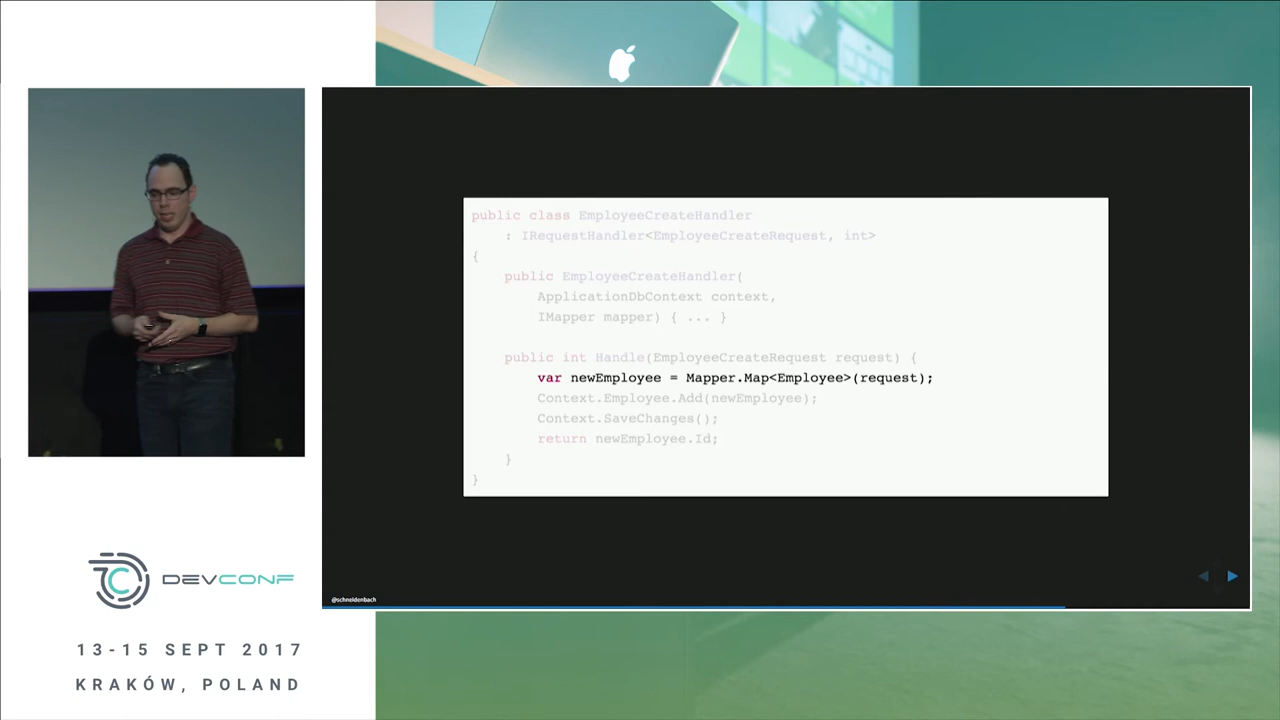 public class EmployeeCreateHandler
: IRequestHandler<EmployeeCreateRequest, int>
{
public EmployeeCreateHandler(
ApplicationDbContext context,
IMapper mapper) { ... }
public int Handle(EmployeeCreateRequest request) {
var newEmployee = Mapper.Map<Employee>(request);
Context.Employee.Add(newEmployee);
Context.SaveChanges();
return newEmployee.Id;
}
}
@schneidenbach
DEVCONF
13-15 SEPT 2017
KRAKÓW, POLAND